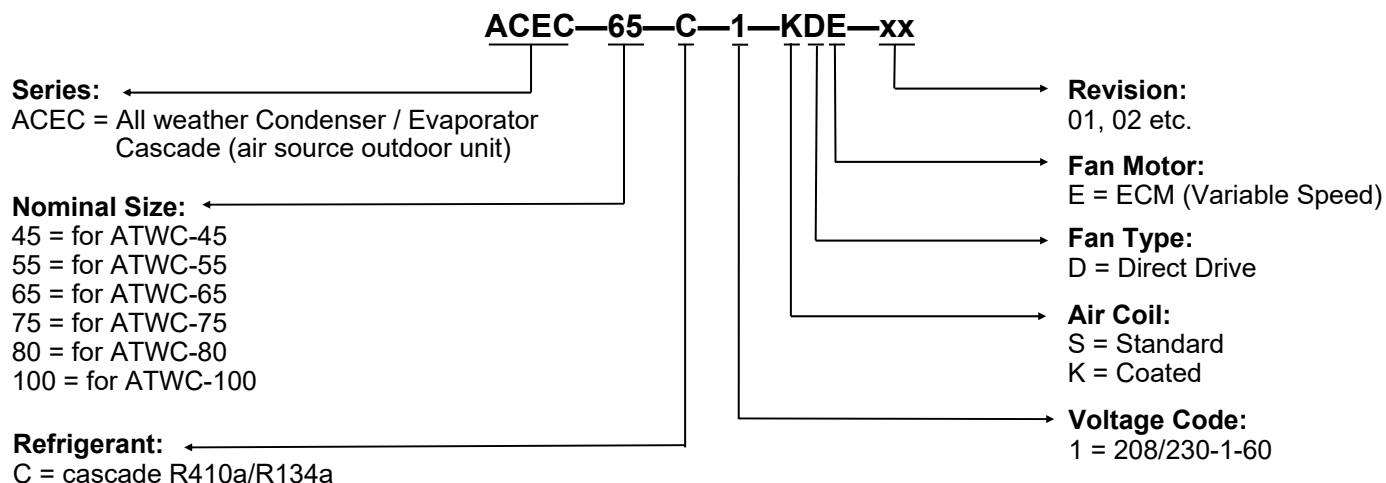 ACEC—65—C—1—KDE—xx
Series:
ACEC = All weather Condenser / Evaporator
Cascade (air source outdoor unit)
Nominal Size:
45 = for ATWC-45
55 = for ATWC-55
65 = for ATWC-65
75 = for ATWC-75
80 = for ATWC-80
100 = for ATWC-100
Refrigerant:
C = cascade R410a/R134a
Revision:
01, 02 etc.
Fan Motor:
E = ECM (Variable Speed)
Fan Type:
D = Direct Drive
Air Coil:
S = Standard
K = Coated
Voltage Code:
1 = 208/230-1-60